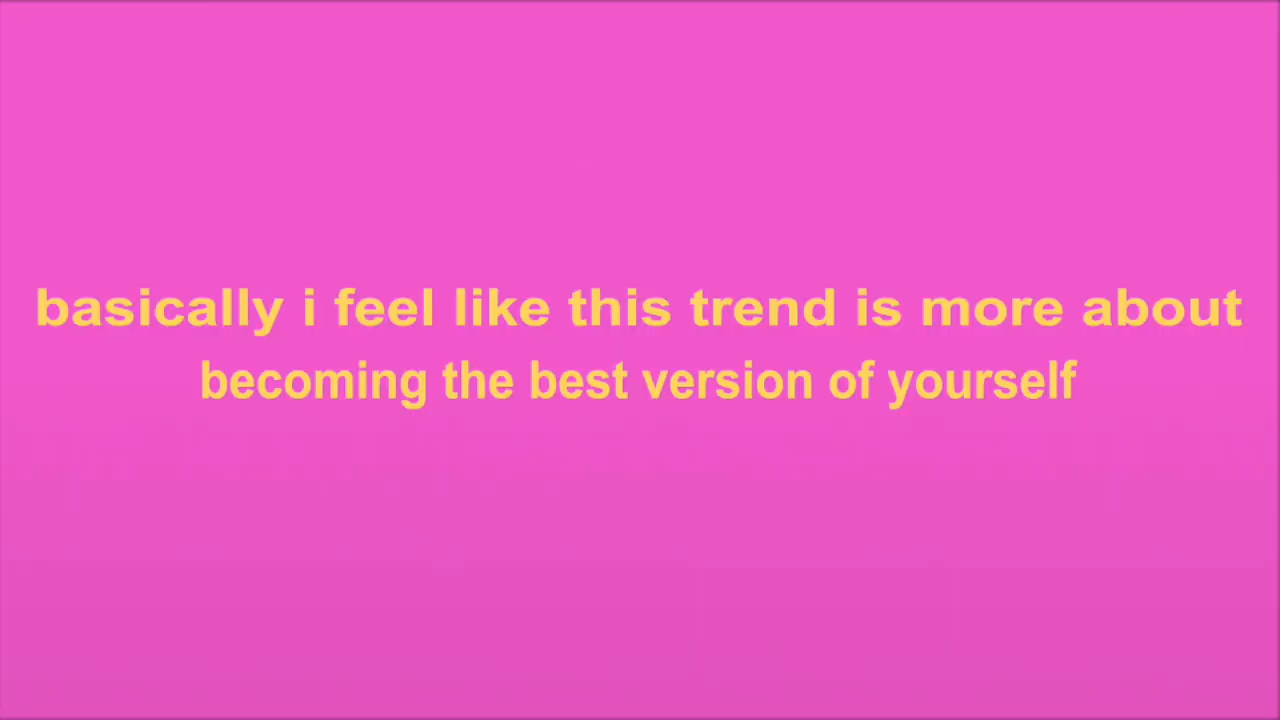 basically i feel like this trend is more about
becoming the best version of yourself